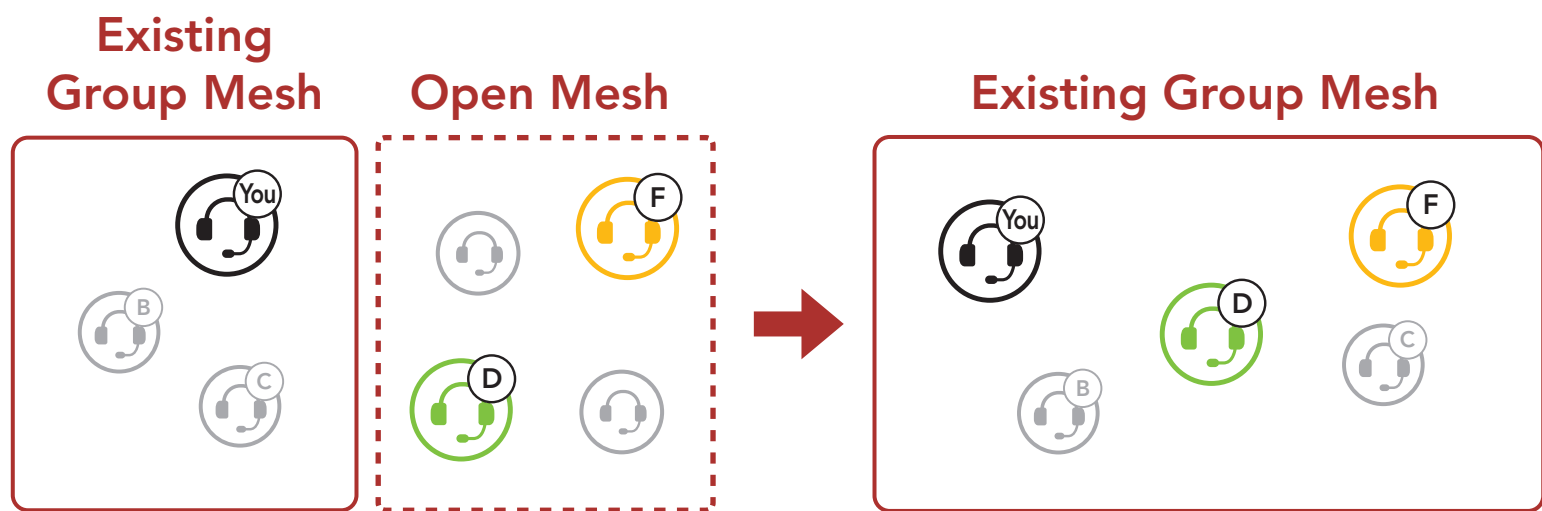 Existing
Group Mesh
Open Mesh
Existing Group Mesh
You
F
B
D
C
You
F
D
C
B